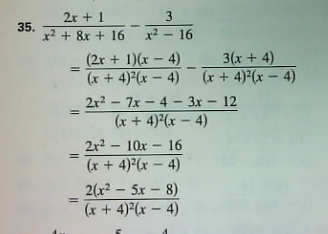 35. (2x + 1)/(x² + 8x + 16) − 3/(x² − 16)
= ((2x + 1)(x − 4))/((x + 4)²(x − 4)) − (3(x + 4))/((x + 4)²(x − 4))
= (2x² − 7x − 4 − 3x − 12)/((x + 4)²(x − 4))
= (2x² − 10x − 16)/((x + 4)²(x − 4))
= (2(x² − 5x − 8))/((x + 4)²(x − 4))